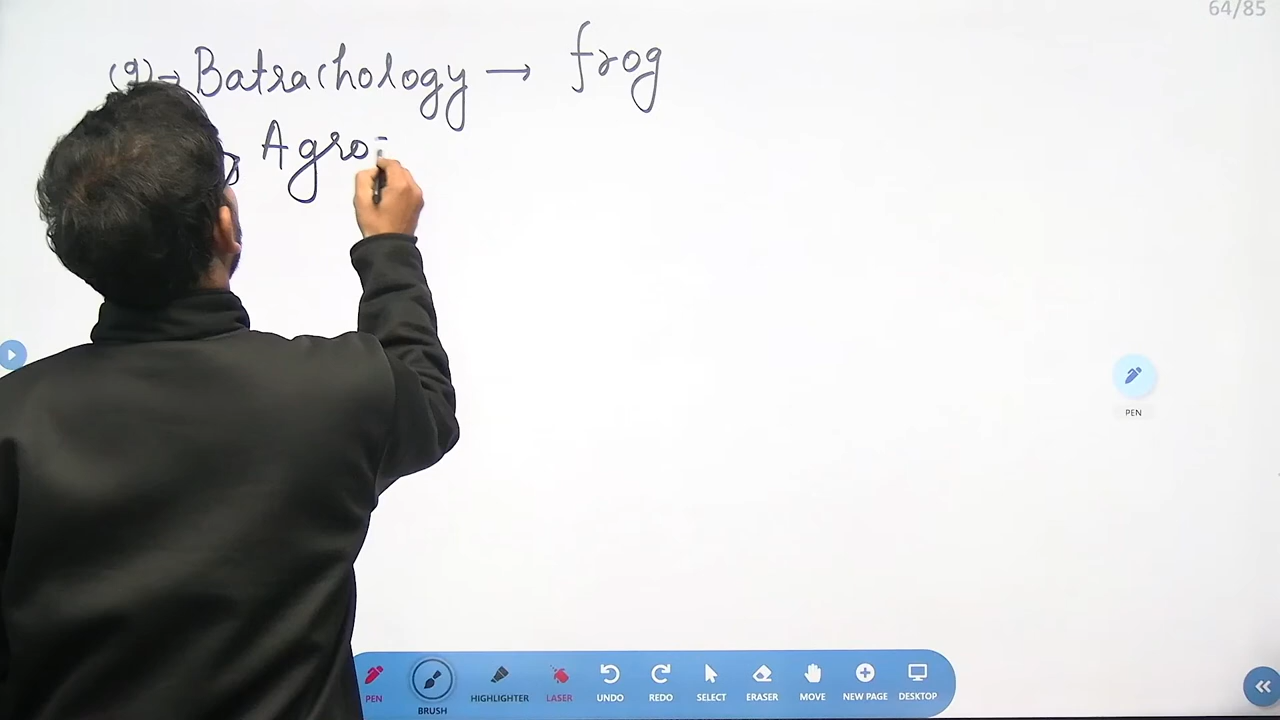 64/85
(9)→ Batrachology → frog
Agro
PEN
PEN
BRUSH
HIGHLIGHTER
LASER
UNDO
REDO
SELECT
ERASER
MOVE
NEW PAGE
DESKTOP